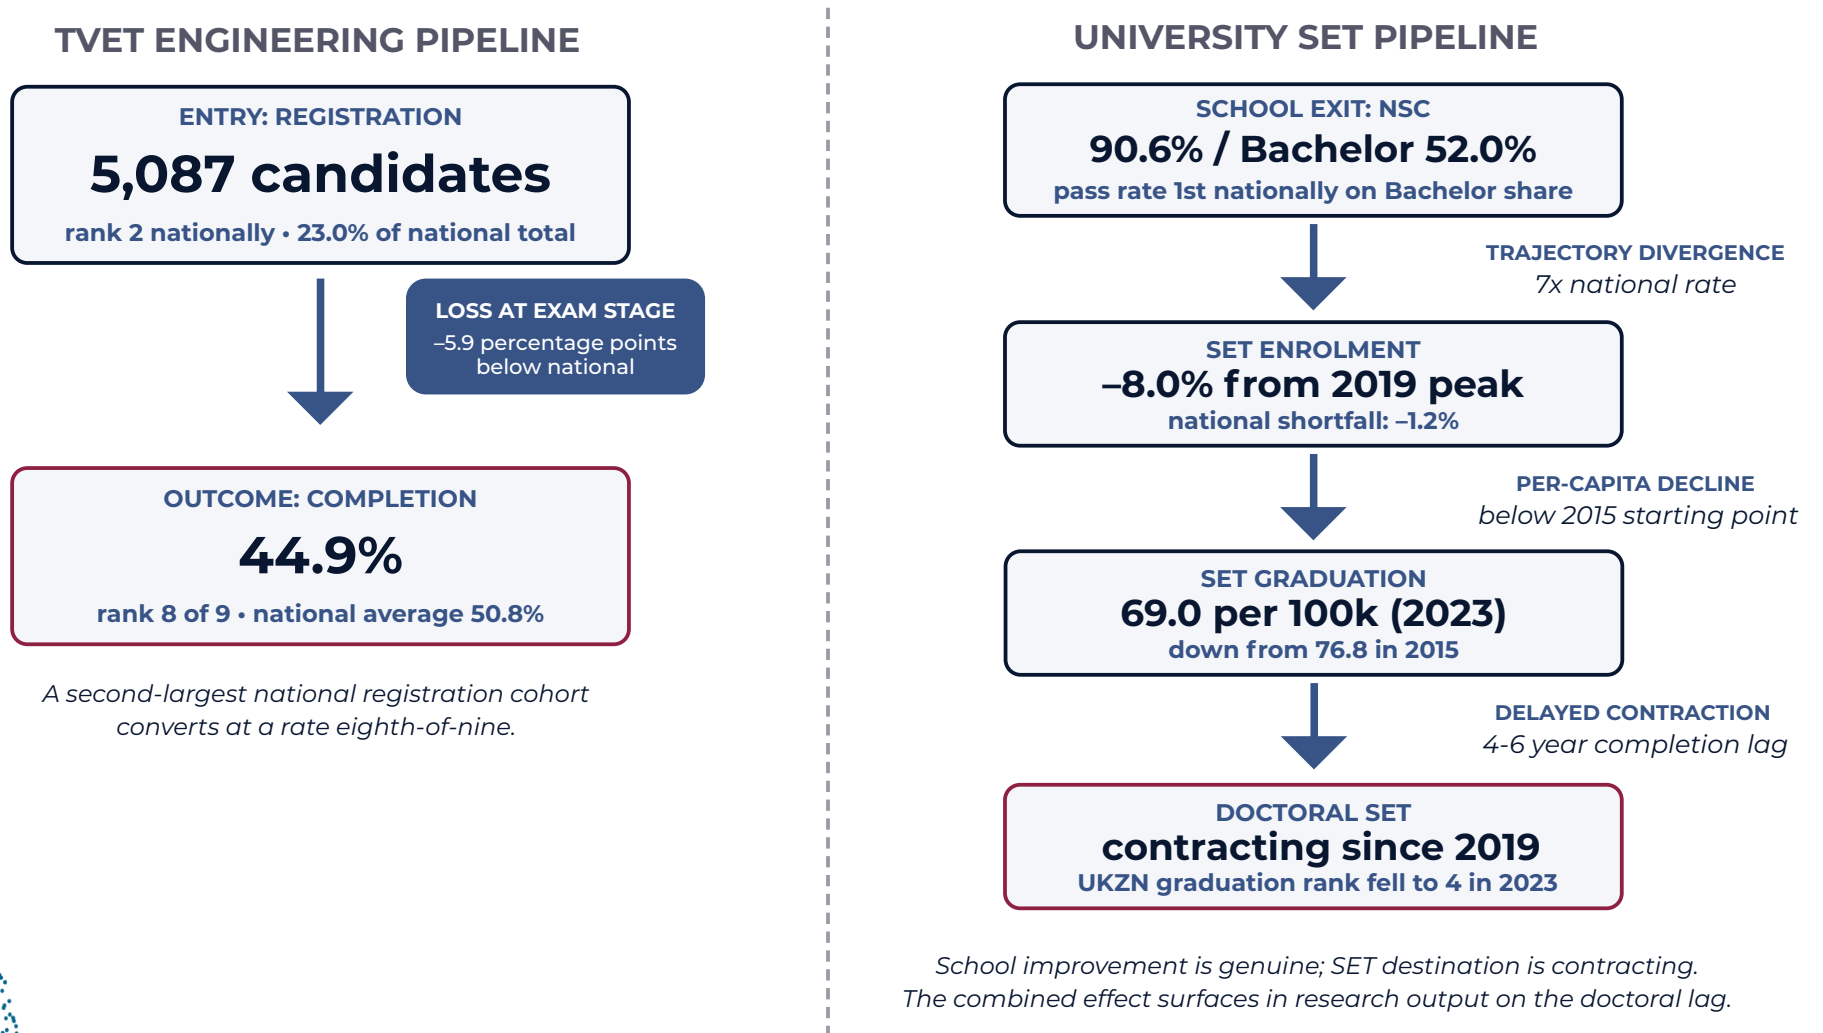 TVET ENGINEERING PIPELINE
ENTRY: REGISTRATION
5,087 candidates
rank 2 nationally • 23.0% of national total
LOSS AT EXAM STAGE
–5.9 percentage points
below national
OUTCOME: COMPLETION
44.9%
rank 8 of 9 • national average 50.8%
A second-largest national registration cohort
converts at a rate eighth-of-nine.
UNIVERSITY SET PIPELINE
SCHOOL EXIT: NSC
90.6% / Bachelor 52.0%
pass rate 1st nationally on Bachelor share
TRAJECTORY DIVERGENCE
7x national rate
SET ENROLMENT
–8.0% from 2019 peak
national shortfall: –1.2%
PER-CAPITA DECLINE
below 2015 starting point
SET GRADUATION
69.0 per 100k (2023)
down from 76.8 in 2015
DELAYED CONTRACTION
4-6 year completion lag
DOCTORAL SET
contracting since 2019
UKZN graduation rank fell to 4 in 2023
School improvement is genuine; SET destination is contracting.
The combined effect surfaces in research output on the doctoral lag.